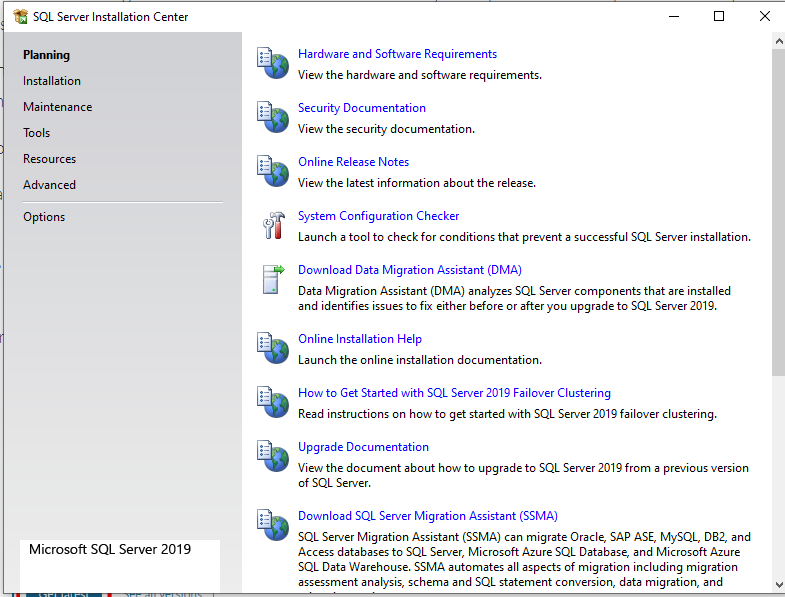 SQL Server Installation Center
Planning
Installation
Maintenance
Tools
Resources
Advanced
Options
Microsoft SQL Server 2019
Hardware and Software Requirements
View the hardware and software requirements.
Security Documentation
View the security documentation.
Online Release Notes
View the latest information about the release.
System Configuration Checker
Launch a tool to check for conditions that prevent a successful SQL Server installation.
Download Data Migration Assistant (DMA)
Data Migration Assistant (DMA) analyzes SQL Server components that are installed
and identifies issues to fix either before or after you upgrade to SQL Server 2019.
Online Installation Help
Launch the online installation documentation.
How to Get Started with SQL Server 2019 Failover Clustering
Read instructions on how to get started with SQL Server 2019 failover clustering.
Upgrade Documentation
View the document about how to upgrade to SQL Server 2019 from a previous version
of SQL Server.
Download SQL Server Migration Assistant (SSMA)
SQL Server Migration Assistant (SSMA) can migrate Oracle, SAP ASE, MySQL, DB2, and
Access databases to SQL Server, Microsoft Azure SQL Database, and Microsoft Azure
SQL Data Warehouse. SSMA automates all aspects of migration including migration
assessment analysis, schema and SQL statement conversion, data migration, and